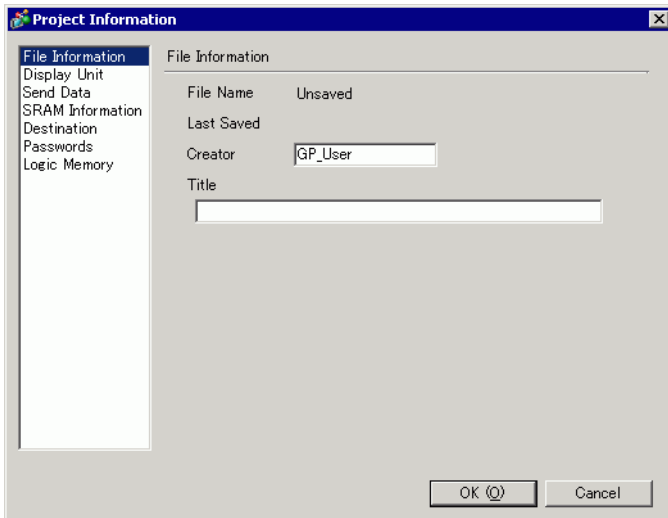 Project Information
File Information
Display Unit
Send Data
SRAM Information
Destination
Passwords
Logic Memory
File Information
File Name Unsaved
Last Saved
Creator GP_User
Title
OK (O) Cancel